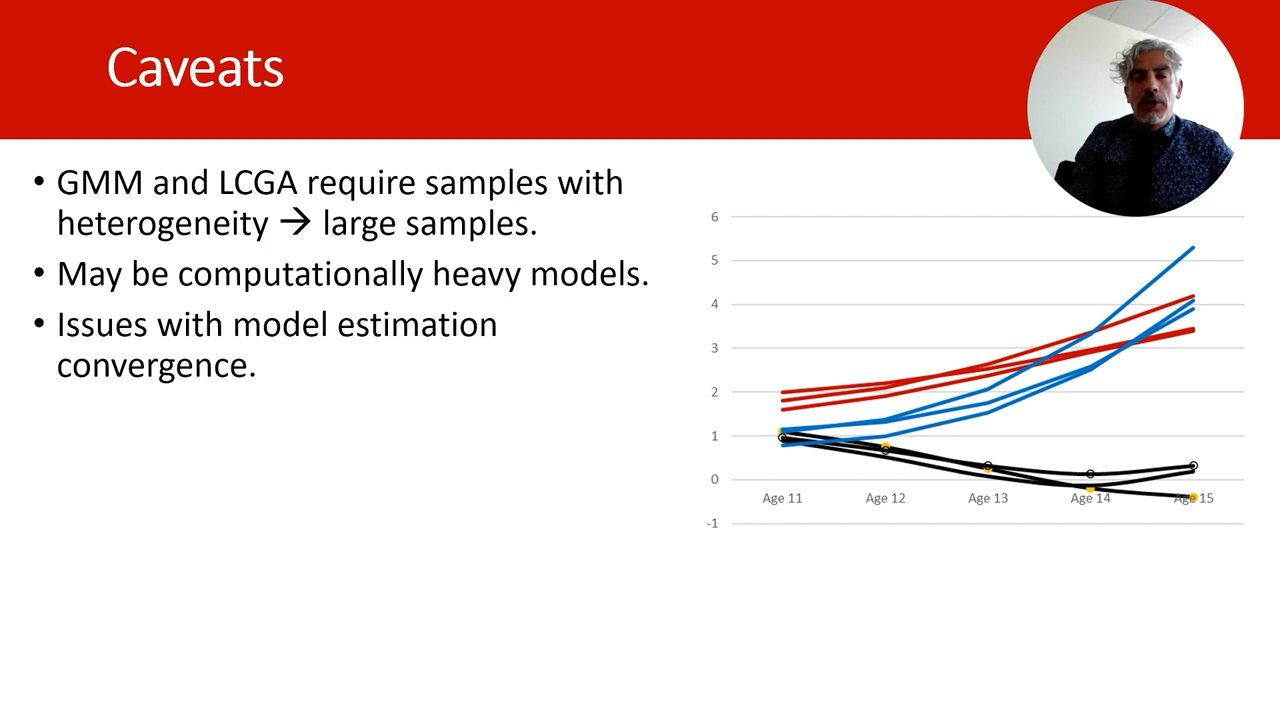 Caveats
• GMM and LCGA require samples with
heterogeneity → large samples.
• May be computationally heavy models.
• Issues with model estimation
convergence.
6
5
4
3
2
1
0
Age 11 Age 12 Age 13 Age 14 Age 15
-1